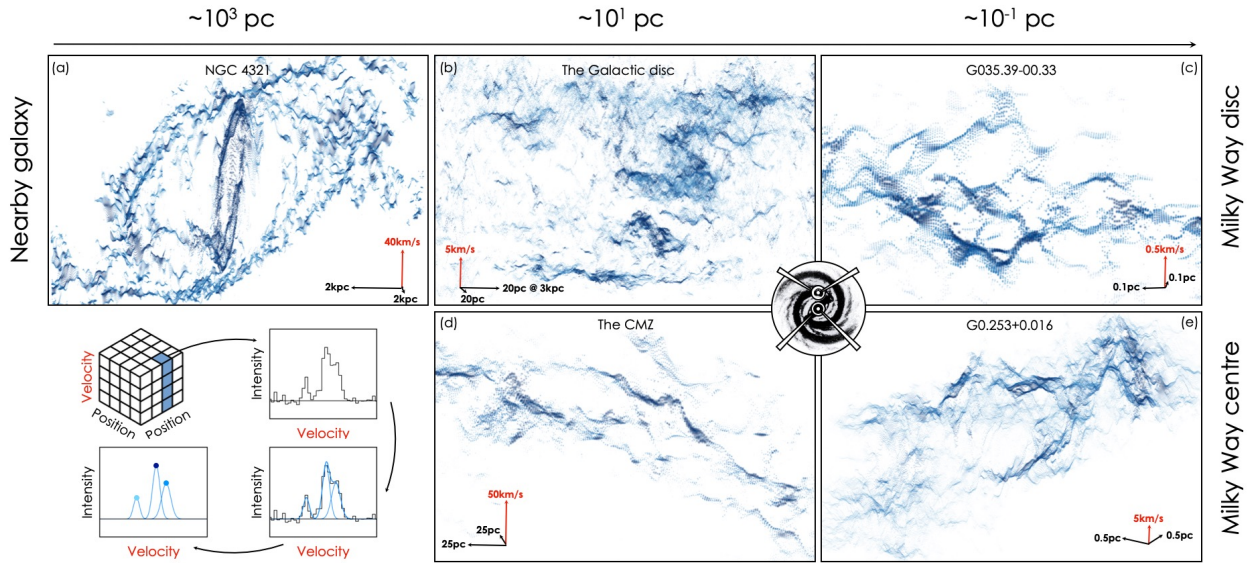 ~10³ pc
~10¹ pc
~10⁻¹ pc
Nearby galaxy
(a)
NGC 4321
40km/s
2kpc
2kpc
(b)
The Galactic disc
5km/s
20pc @ 3kpc
20pc
G035.39-00.33
(c)
0.5km/s
0.1pc
0.1pc
Milky Way disc
Velocity
Position
Position
Intensity
Velocity
Intensity
Velocity
Intensity
Velocity
(d)
The CMZ
50km/s
25pc
25pc
G0.253+0.016
(e)
5km/s
0.5pc
0.5pc
Milky Way centre